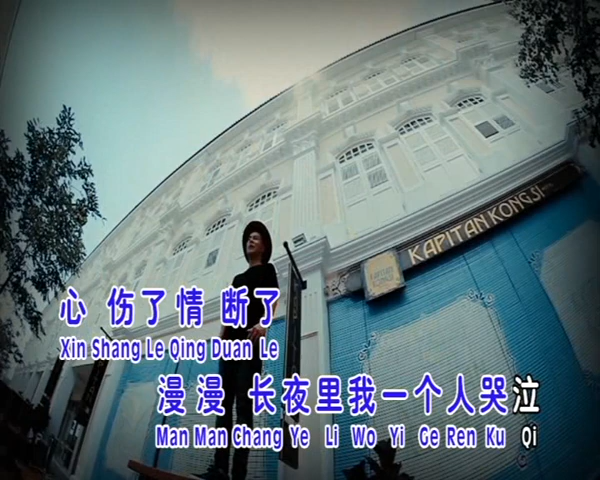 KAPITAN KONGSI
心 伤了情 断了
Xin Shang Le Qing Duan Le
漫漫 长夜里我一个人哭泣
Man Man Chang Ye Li Wo Yi Ge Ren Ku Qi